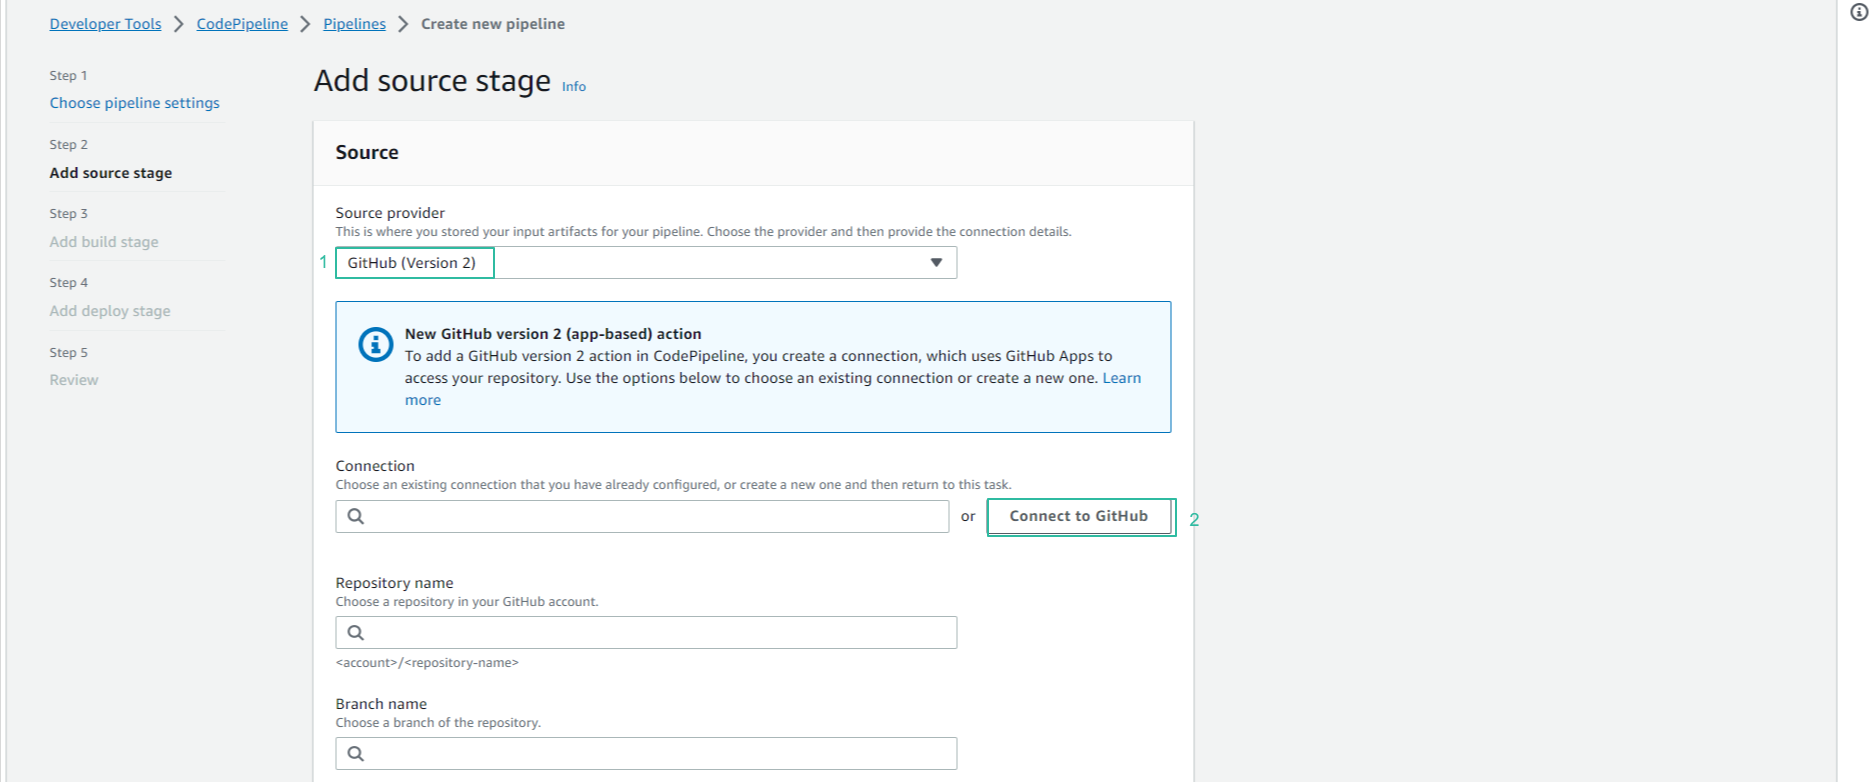 Developer Tools > CodePipeline > Pipelines > Create new pipeline
Step 1
Choose pipeline settings
Step 2
Add source stage
Step 3
Add build stage
Step 4
Add deploy stage
Step 5
Review
Add source stage Info
Source
Source provider
This is where you stored your input artifacts for your pipeline. Choose the provider and then provide the connection details.
1 GitHub (Version 2)
New GitHub version 2 (app-based) action
To add a GitHub version 2 action in CodePipeline, you create a connection, which uses GitHub Apps to
access your repository. Use the options below to choose an existing connection or create a new one. Learn
more
Connection
Choose an existing connection that you have already configured, or create a new one and then return to this task.
or Connect to GitHub 2
Repository name
Choose a repository in your GitHub account.
<account>/<repository-name>
Branch name
Choose a branch of the repository.